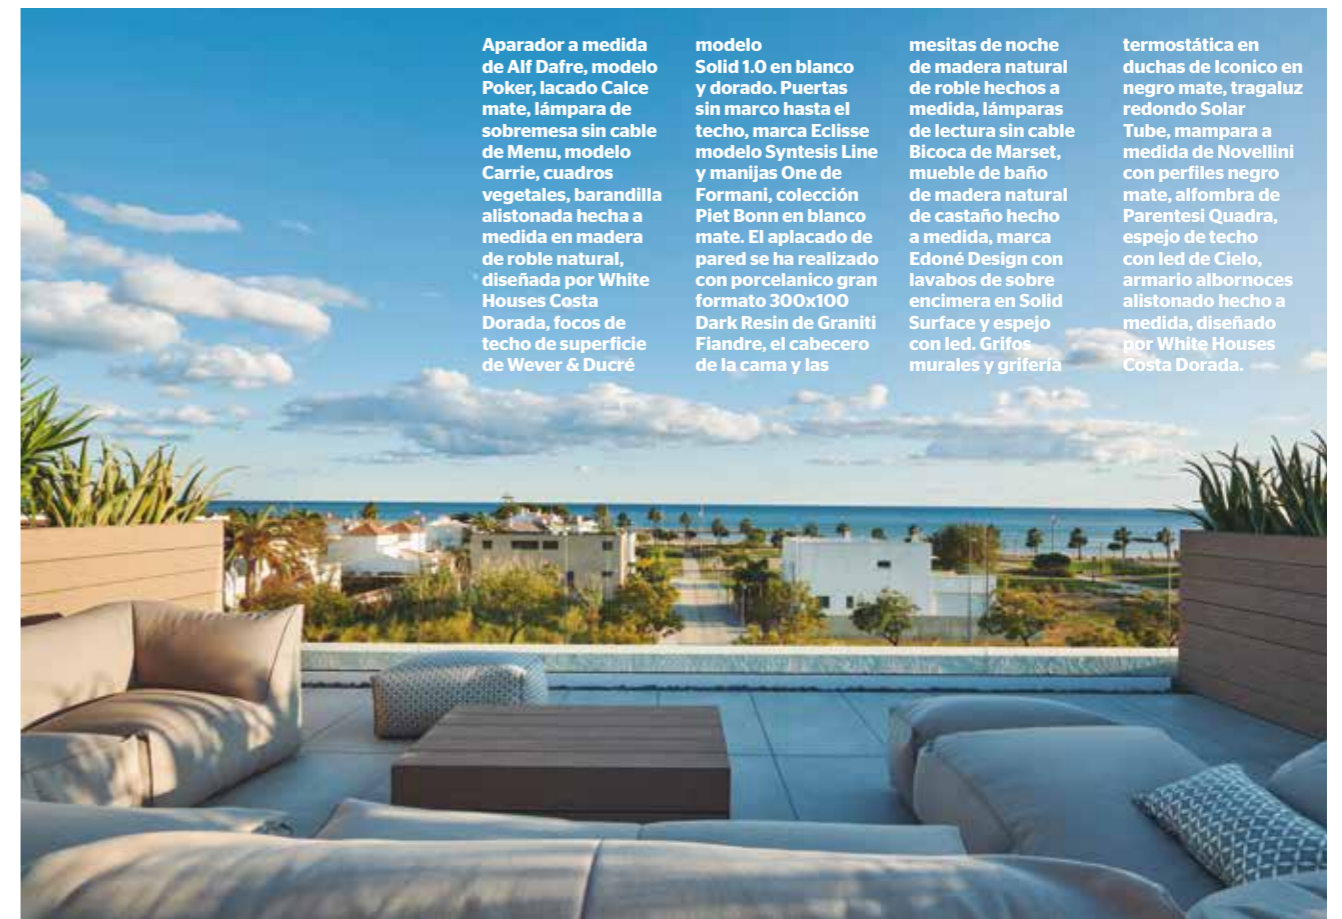 Aparador a medida
de Alf Dafre, modelo
Poker, lacado Calce
mate, lámpara de
sobremesa sin cable
de Menu, modelo
Carrie, cuadros
vegetales, barandilla
alistonada hecha a
medida en madera
de roble natural,
diseñada por White
Houses Costa
Dorada, focos de
techo de superficie
de Wever & Ducré
modelo
Solid 1.0 en blanco
y dorado. Puertas
sin marco hasta el
techo, marca Eclisse
modelo Syntesis Line
y manijas One de
Formani, colección
Piet Bonn en blanco
mate. El aplacado de
pared se ha realizado
con porcelanico gran
formato 300x100
Dark Resin de Graniti
Fiandre, el cabecero
de la cama y las
mesitas de noche
de madera natural
de roble hechos a
medida, lámparas
de lectura sin cable
Bicoca de Marset,
mueble de baño
de madera natural
de castaño hecho
a medida, marca
Edoné Design con
lavabos de sobre
encimera en Solid
Surface y espejo
con led. Grifos
murales y grifería
termostática en
duchas de Iconico en
negro mate, tragaluz
redondo Solar
Tube, mampara a
medida de Novellini
con perfiles negro
mate, alfombra de
Parentesi Quadra,
espejo de techo
con led de Cielo,
armario albornoces
alistonado hecho a
medida, diseñado
por White Houses
Costa Dorada.